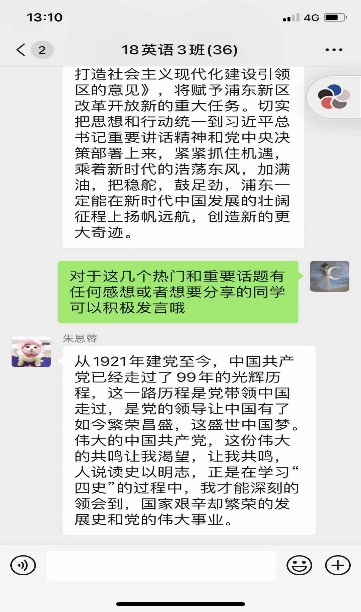 13:10
4G
2
18英语3班(36)
打造社会主义现代化建设引领
区的意见》，将赋予浦东新区
改革开放新的重大任务。切实
把思想和行动统一到习近平总
书记重要讲话精神和党中央决
策部署上来，紧紧抓住机遇，
乘着新时代的浩荡东风，加满
油，把稳舵，鼓足劲，浦东一
定能在新时代中国发展的壮阔
征程上扬帆远航，创造新的更
大奇迹。
对于这几个热门和重要话题有
任何感想或者想要分享的同学
可以积极发言哦
朱思蓉
从1921年建党至今，中国共产
党已经走过了99年的光辉历
程，这一路历程是党带领中国
走过，是党的领导让中国有了
如今繁荣昌盛，这盛世中国梦。
伟大的中国共产党，这份伟大
的共鸣让我渴望，让我共鸣，
人说读史以明志，正是在学习“
四史”的过程中，我才能深刻的
领会到，国家艰辛却繁荣的发
展史和党的伟大事业。